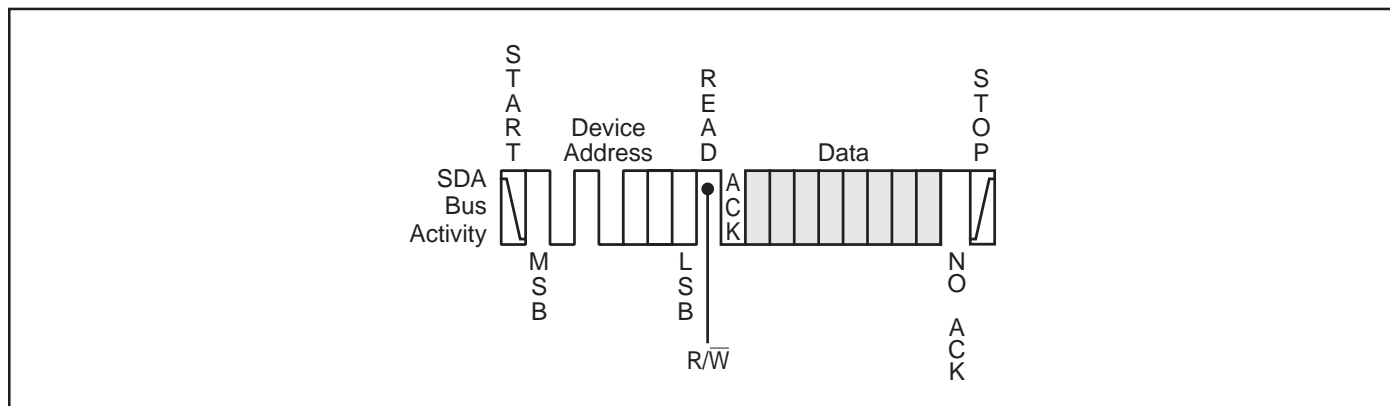 START
Device
Address
READ
Data
STOP
SDA
Bus
Activity
ACK
MSB
LSB
R/W̅
NO ACK